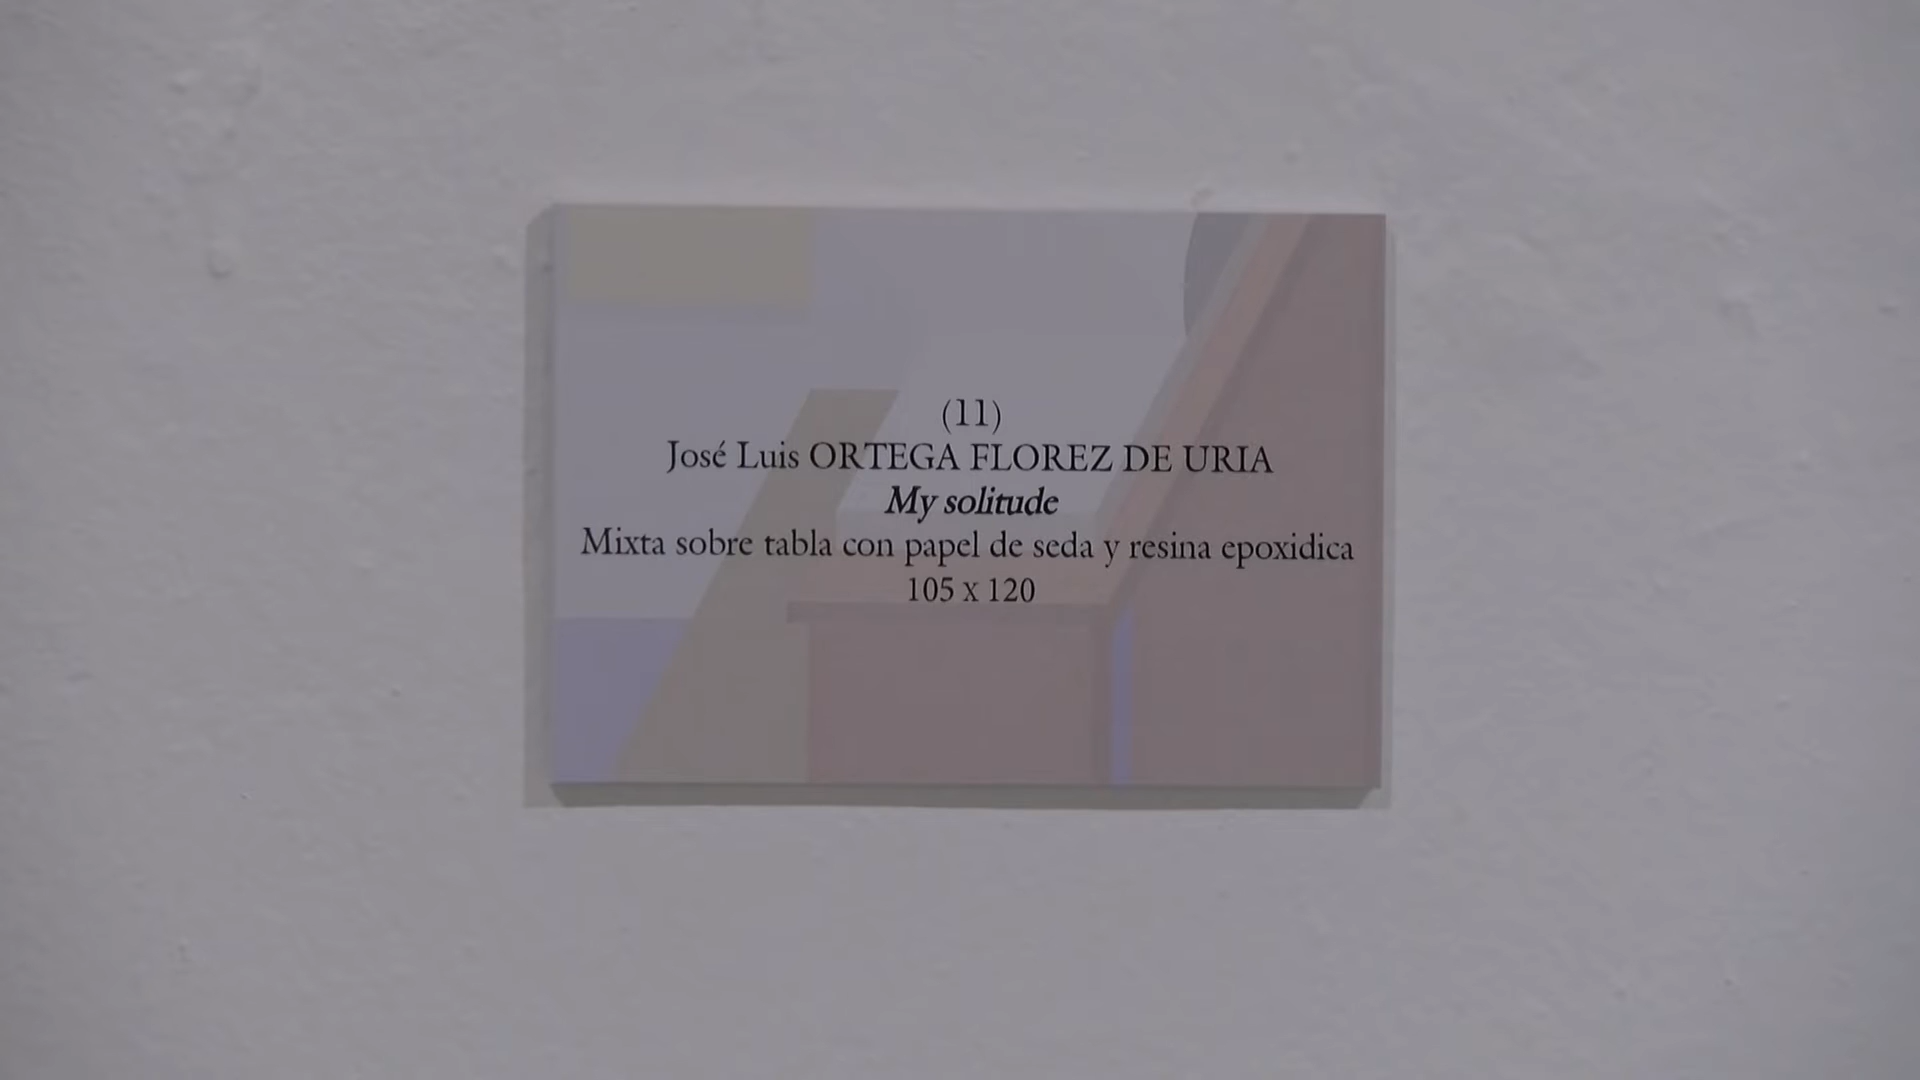 (11)
José Luis ORTEGA FLOREZ DE URIA
My solitude
Mixta sobre tabla con papel de seda y resina epoxidica
105 x 120